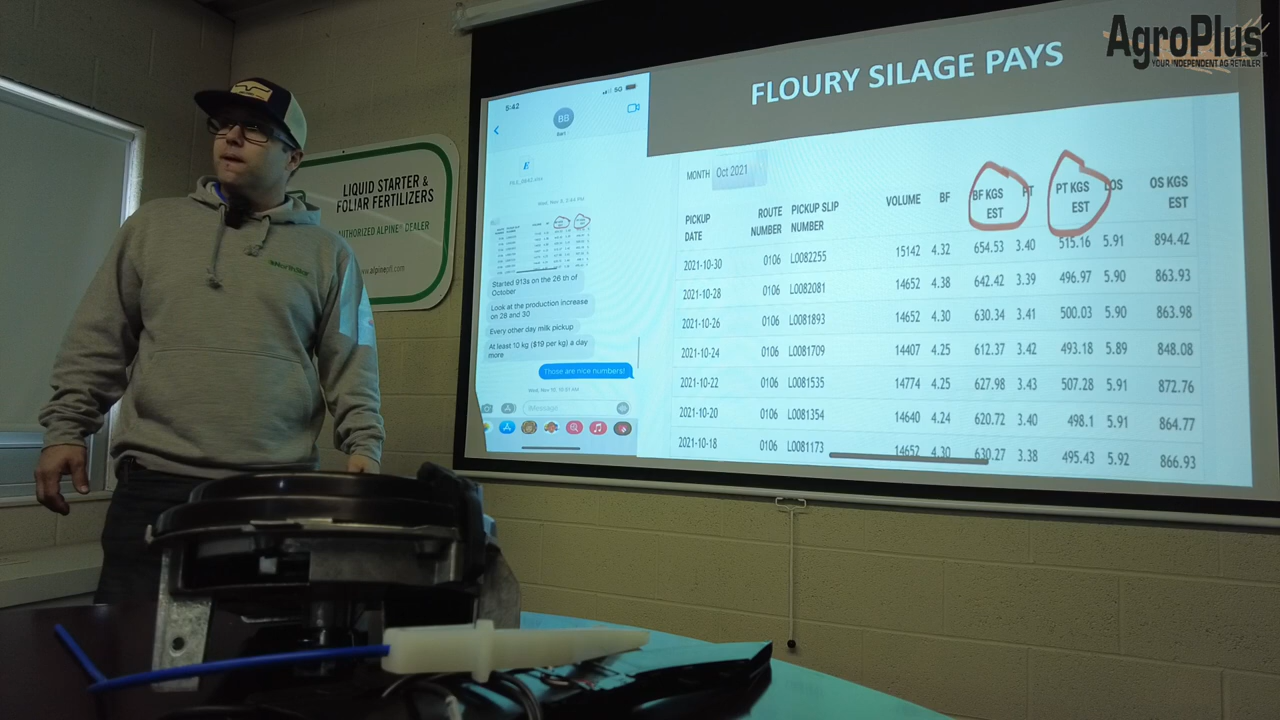 AgroPlus
YOUR INDEPENDENT AG RETAILER
FLOURY SILAGE PAYS
5:42
5G
BB
Started 913s on the 26 th of
October
Look at the production increase
on 28 and 30
Every other day milk pickup
At least 10 kg ($19 per kg) a day
more
Those are nice numbers!
iMessage
MONTH Oct 2021
PICKUP DATE ROUTE NUMBER PICKUP SLIP NUMBER VOLUME BF BF KGS EST PT PT KGS EST LOS OS KGS EST
2021-10-30 0106 L0082255 15142 4.32 654.53 3.40 515.16 5.91 894.42
2021-10-28 0106 L0082081 14652 4.38 642.42 3.39 496.97 5.90 863.93
2021-10-26 0106 L0081893 14652 4.30 630.34 3.41 500.03 5.90 863.98
2021-10-24 0106 L0081709 14407 4.25 612.37 3.42 493.18 5.89 848.08
2021-10-22 0106 L0081535 14774 4.25 627.98 3.43 507.28 5.91 872.76
2021-10-20 0106 L0081354 14640 4.24 620.72 3.40 498.1 5.91 864.77
2021-10-18 0106 L0081173 14652 4.30 630.27 3.38 495.43 5.92 866.93
LIQUID STARTER &
FOLIAR FERTILIZERS
AUTHORIZED ALPINE® DEALER